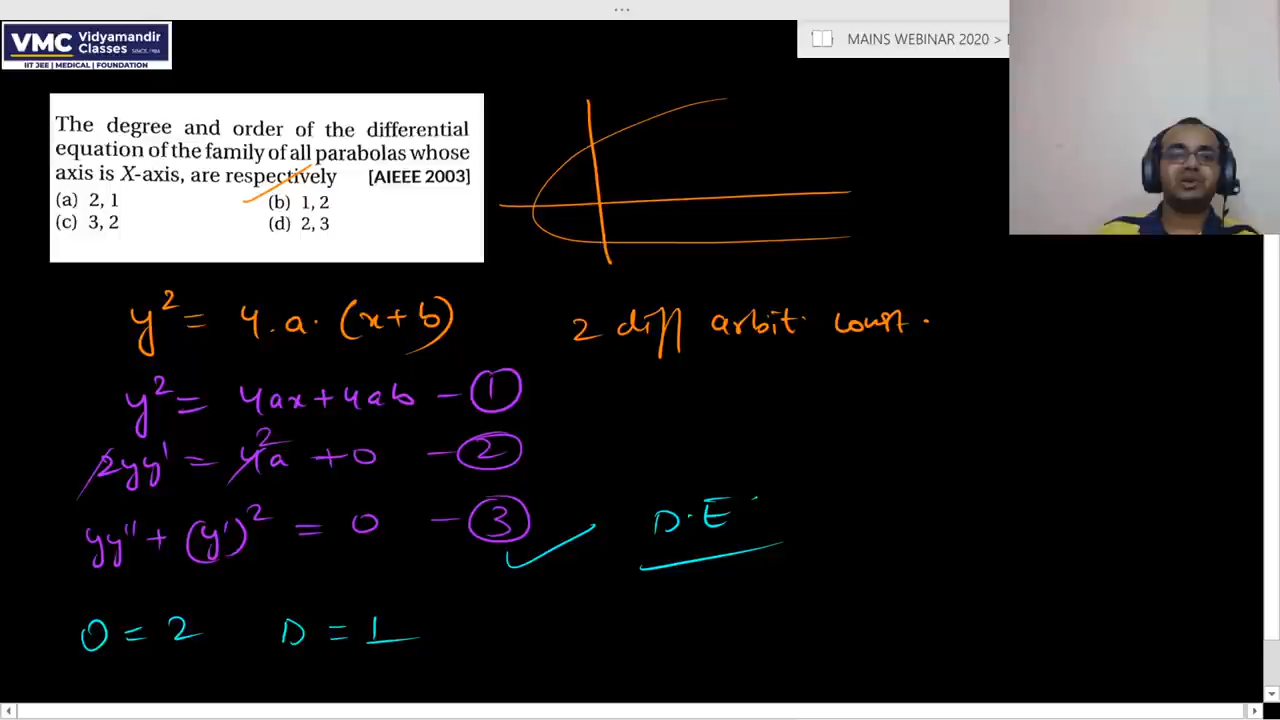 VMC Vidyamandir Classes SINCE 1986
IIT JEE | MEDICAL | FOUNDATION
MAINS WEBINAR 2020 >
The degree and order of the differential
equation of the family of all parabolas whose
axis is X-axis, are respectively [AIEEE 2003]
(a) 2, 1 (b) 1, 2
(c) 3, 2 (d) 2, 3
y² = 4.a.(x+b) 2 diff arbit. const.
y² = 4ax + 4ab - ①
2yy' = 4²a + 0 - ②
yy'' + (y')² = 0 - ③
D.E
O = 2 D = 1